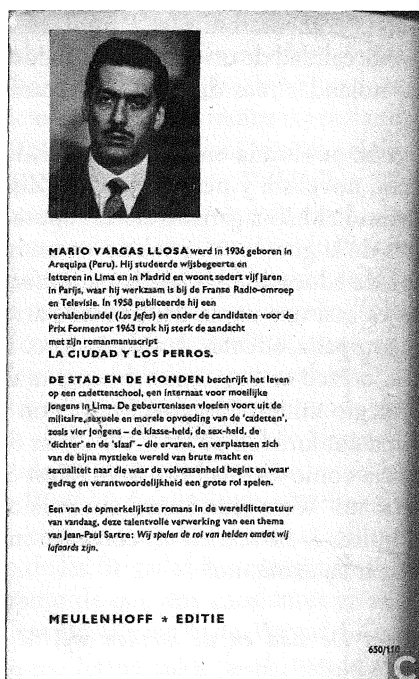 MARIO VARGAS LLOSA werd in 1936 geboren in
Arequipa (Peru). Hij studeerde wijsbegeerte en
letteren in Lima en in Madrid en woont sedert vijf jaren
in Parijs, waar hij werkzaam is bij de Franse Radio-omroep
en Televisie. In 1958 publiceerde hij een
verhalenbundel (Los Jefes) en onder de candidaten voor de
Prix Formentor 1963 trok hij sterk de aandacht
met zijn romanmanuscript
LA CIUDAD Y LOS PERROS.
DE STAD EN DE HONDEN beschrijft het leven
op een cadettenschool, een internaat voor moeilijke
jongens in Lima. De gebeurtenissen vloeien voort uit de
militaire, sexuele en morele opvoeding van de 'cadetten',
zoals vier jongens – de klasse-held, de sex-held, de
'dichter' en de 'slaaf' – die ervaren, en verplaatsen zich
van de bijna mystieke wereld van brute macht en
sexualiteit naar die waar de volwassenheid begint en waar
gedrag en verantwoordelijkheid een grote rol spelen.
Een van de opmerkelijkste romans in de wereldlitteratuur
van vandaag, deze talentvolle verwerking van een thema
van Jean-Paul Sartre: Wij spelen de rol van helden omdat wij
lafaards zijn.
MEULENHOFF * EDITIE
650/110
C